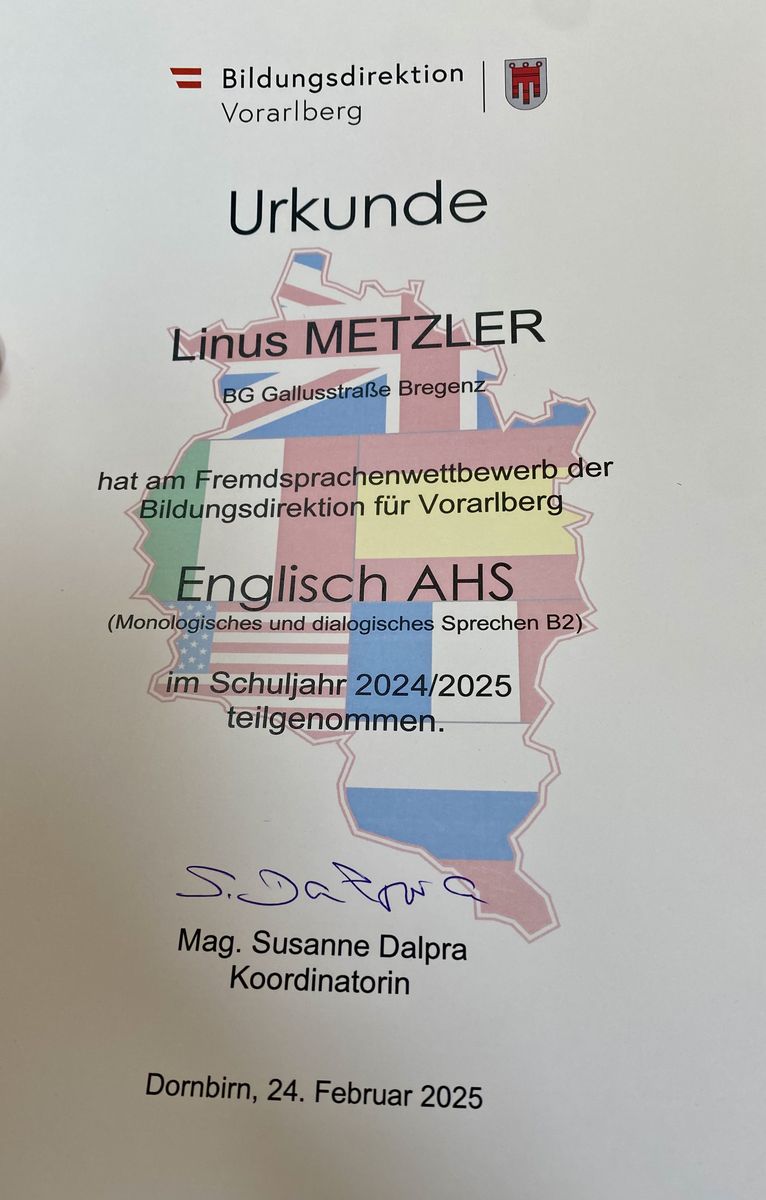 Bildungsdirektion
Vorarlberg
Urkunde
Linus METZLER
BG Gallusstraße Bregenz
hat am Fremdsprachenwettbewerb der
Bildungsdirektion für Vorarlberg
Englisch AHS
(Monologisches und dialogisches Sprechen B2)
im Schuljahr 2024/2025
teilgenommen.
S. Dalpra
Mag. Susanne Dalpra
Koordinatorin
Dornbirn, 24. Februar 2025